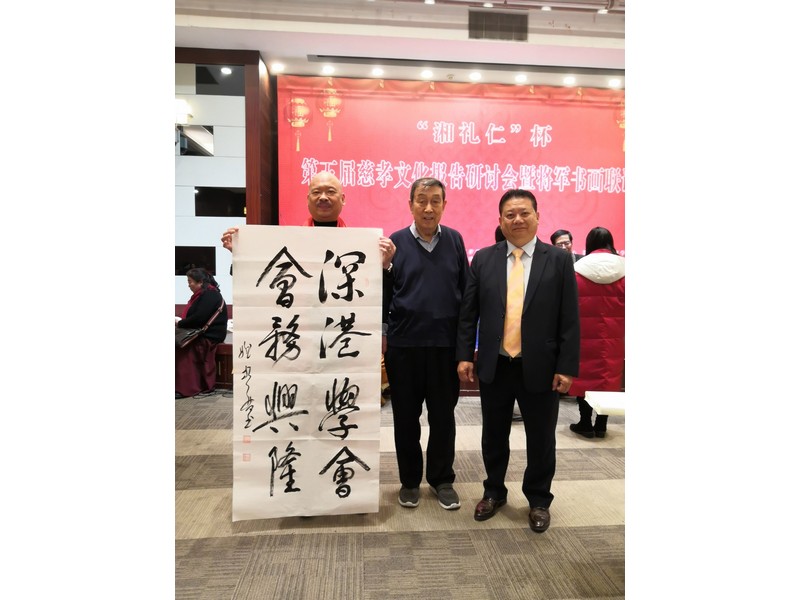 “湘礼仁”杯
第五届慈孝文化报告研讨会暨将军书画联
深港學會
會務興隆